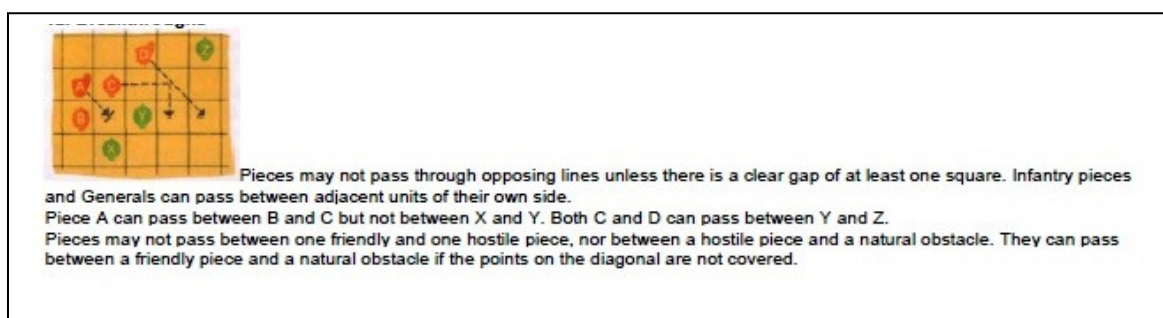 D Z
A C
B Y
X
Pieces may not pass through opposing lines unless there is a clear gap of at least one square. Infantry pieces
and Generals can pass between adjacent units of their own side.
Piece A can pass between B and C but not between X and Y. Both C and D can pass between Y and Z.
Pieces may not pass between one friendly and one hostile piece, nor between a hostile piece and a natural obstacle. They can pass
between a friendly piece and a natural obstacle if the points on the diagonal are not covered.